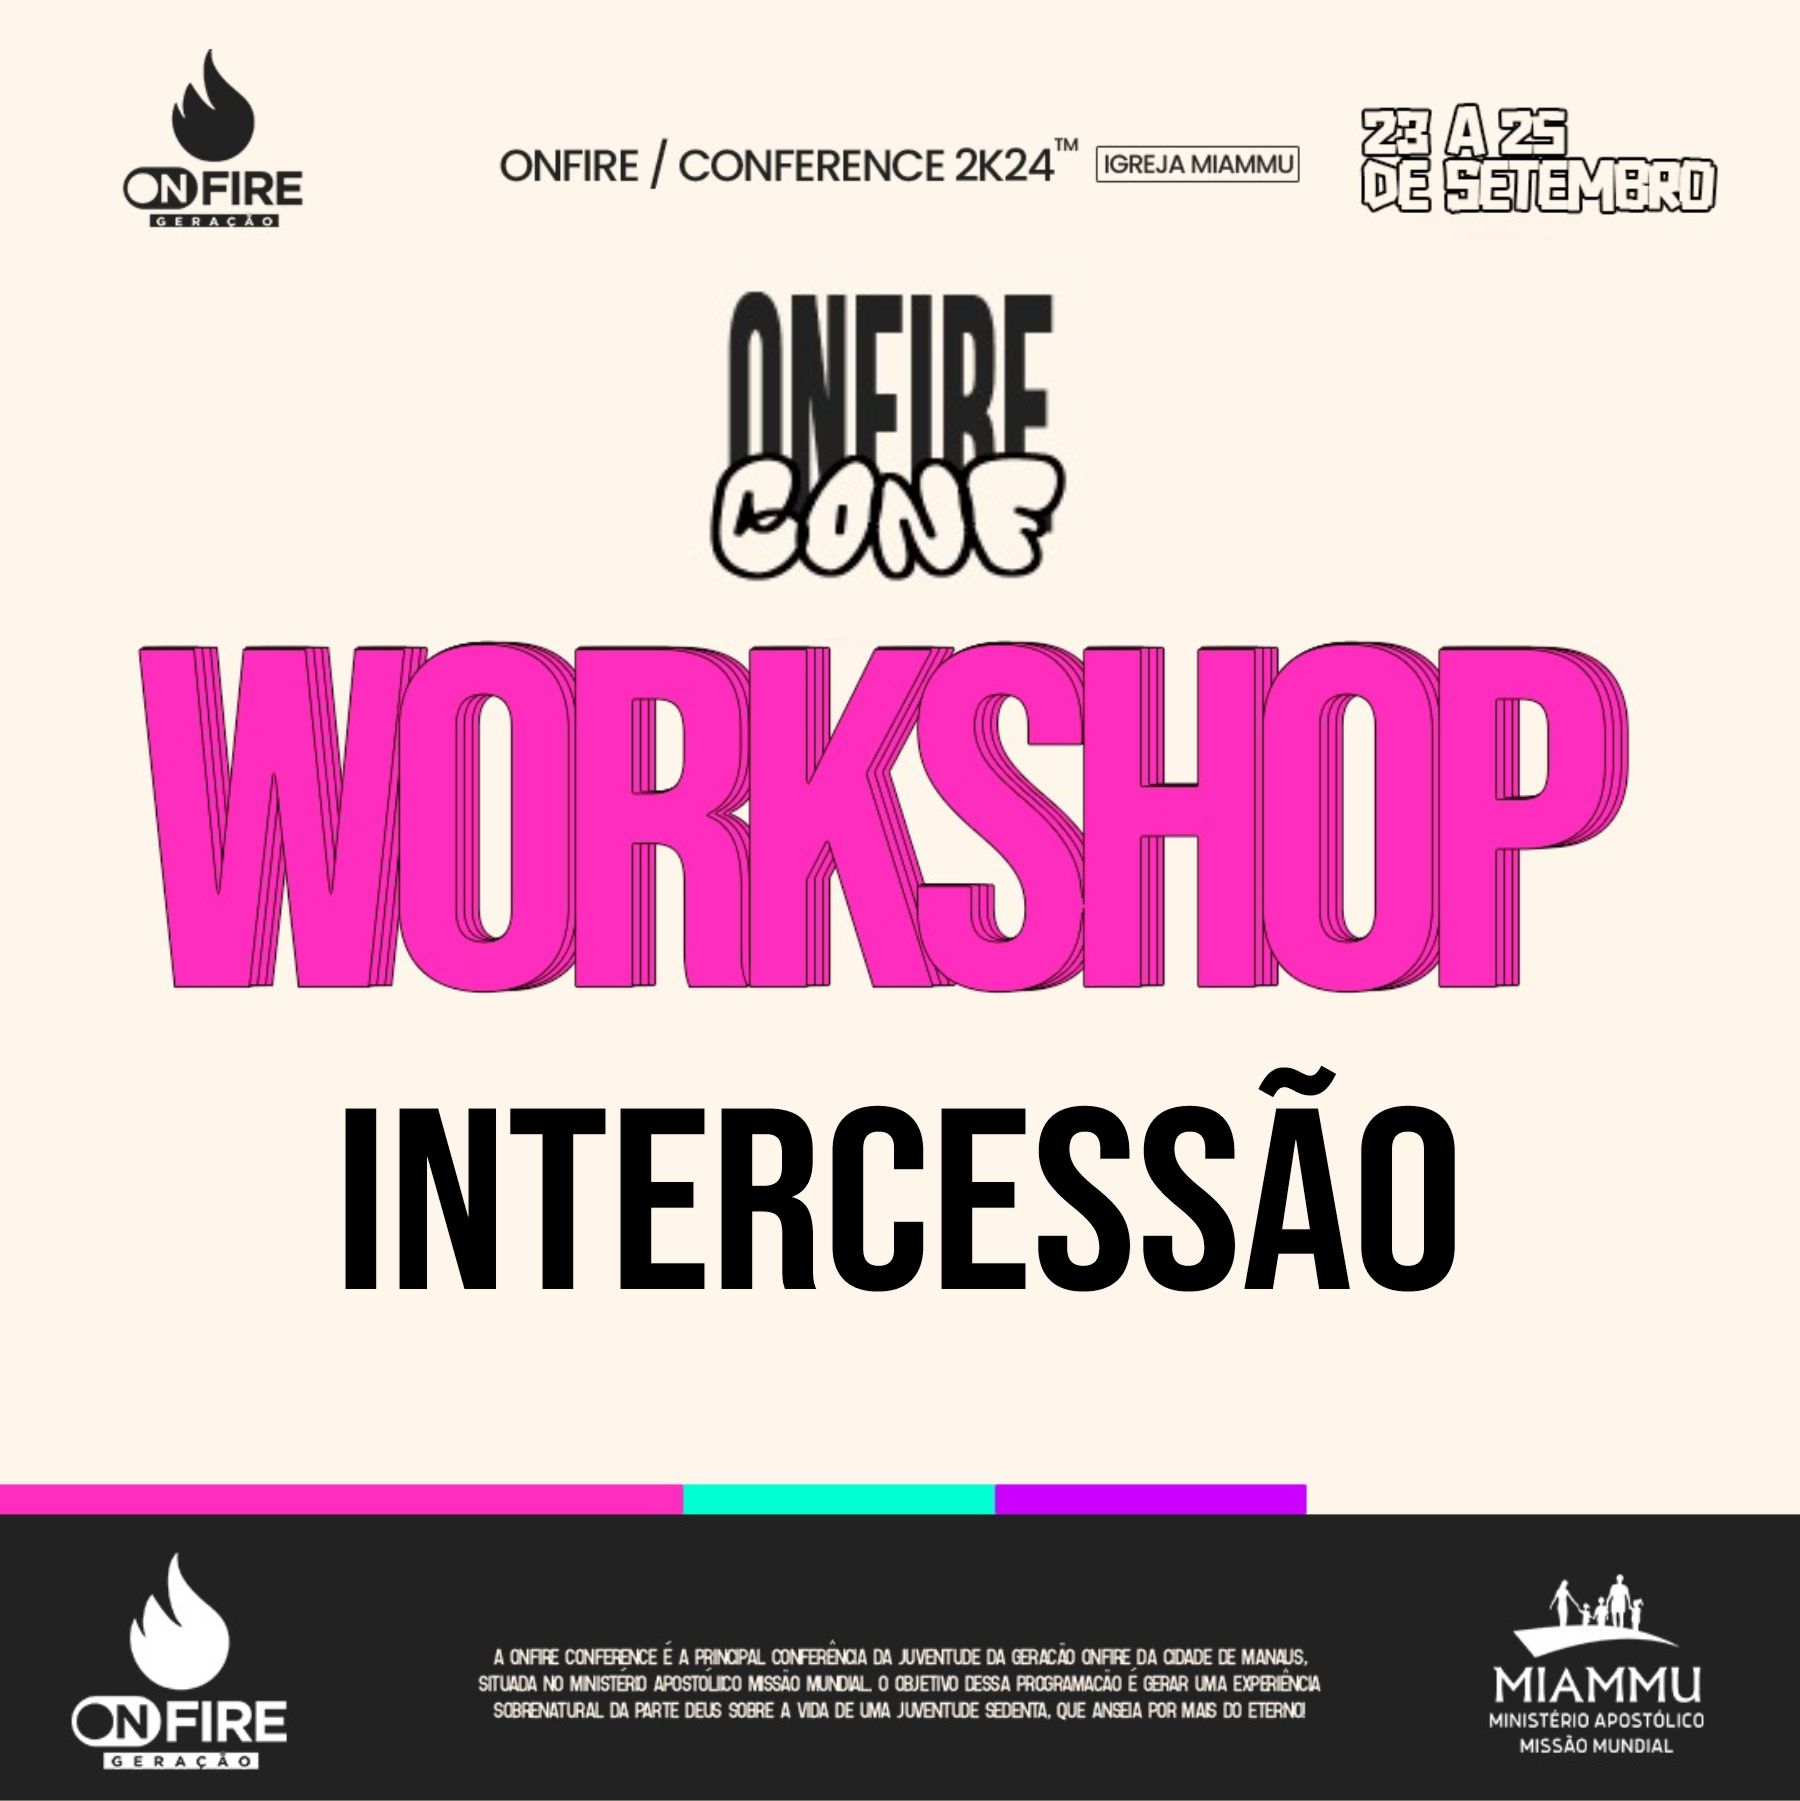 ONFIRE
GERAÇÃO
ONFIRE / CONFERENCE 2K24™ IGREJA MIAMMU
23 A 25
DE SETEMBRO
ONFIRE
CONF
WORKSHOP
INTERCESSÃO
ONFIRE
GERAÇÃO
A ONFIRE CONFERENCE É A PRINCIPAL CONFERÊNCIA DA JUVENTUDE DA GERACÃO ONFIRE DA CIDADE DE MANAUS,
SITUADA NO MINISTÉRIO APOSTÓLIICO MISSÃO MUNDIAL. O OBJETIVO DESSA PROGRAMACÃO É GERAR UMA EXPERIÊNCIA
SOBRENATURAL DA PARTE DEUS SOBRE A VIDA DE UMA JUVENTUDE SEDENTA, QUE ANSEIA POR MAIS DO ETERNO!
MIAMMU
MINISTÉRIO APOSTÓLICO
MISSÃO MUNDIAL